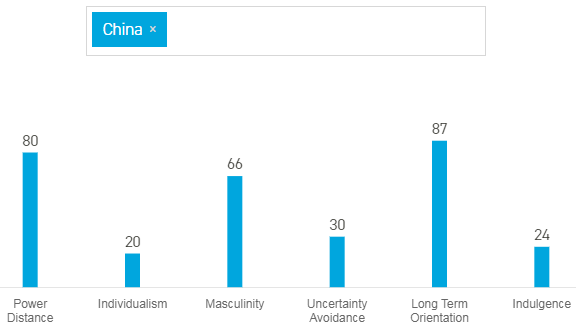 China ×
80
20
66
30
87
24
Power
Distance
Individualism
Masculinity
Uncertainty
Avoidance
Long Term
Orientation
Indulgence